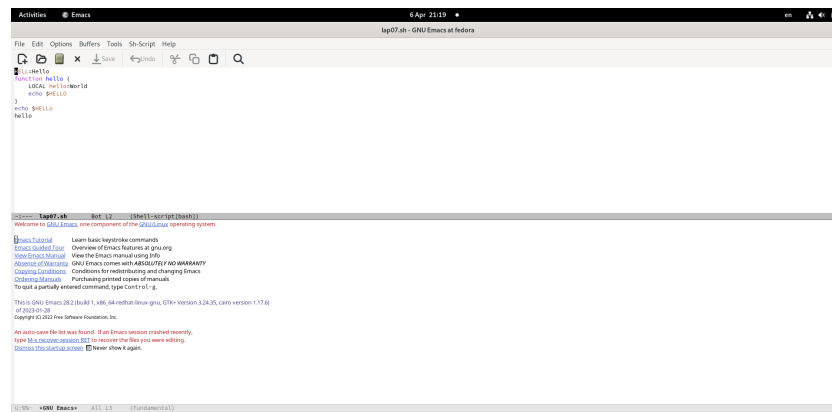 Activities Emacs 6 Apr 21:19 en
lap07.sh - GNU Emacs at fedora
File Edit Options Buffers Tools Sh-Script Help
Save Undo
ELL=Hello
function hello {
LOCAL hello=World
echo $HELLO
}
echo $HELLo
hello
-:--- lap07.sh Bot L2 (Shell-script[bash])
Welcome to GNU Emacs, one component of the GNU/Linux operating system.
Emacs Tutorial Learn basic keystroke commands
Emacs Guided Tour Overview of Emacs features at gnu.org
View Emacs Manual View the Emacs manual using Info
Absence of Warranty GNU Emacs comes with ABSOLUTELY NO WARRANTY
Copying Conditions Conditions for redistributing and changing Emacs
Ordering Manuals Purchasing printed copies of manuals
To quit a partially entered command, type Control-g.
This is GNU Emacs 28.2 (build 1, x86_64-redhat-linux-gnu, GTK+ Version 3.24.35, cairo version 1.17.6)
of 2023-01-28
Copyright (C) 2022 Free Software Foundation, Inc.
An auto-save file list was found. If an Emacs session crashed recently,
type M-x recover-session RET to recover the files you were editing.
Dismiss this startup screen Never show it again.
U:%%- *GNU Emacs* All L3 (Fundamental)